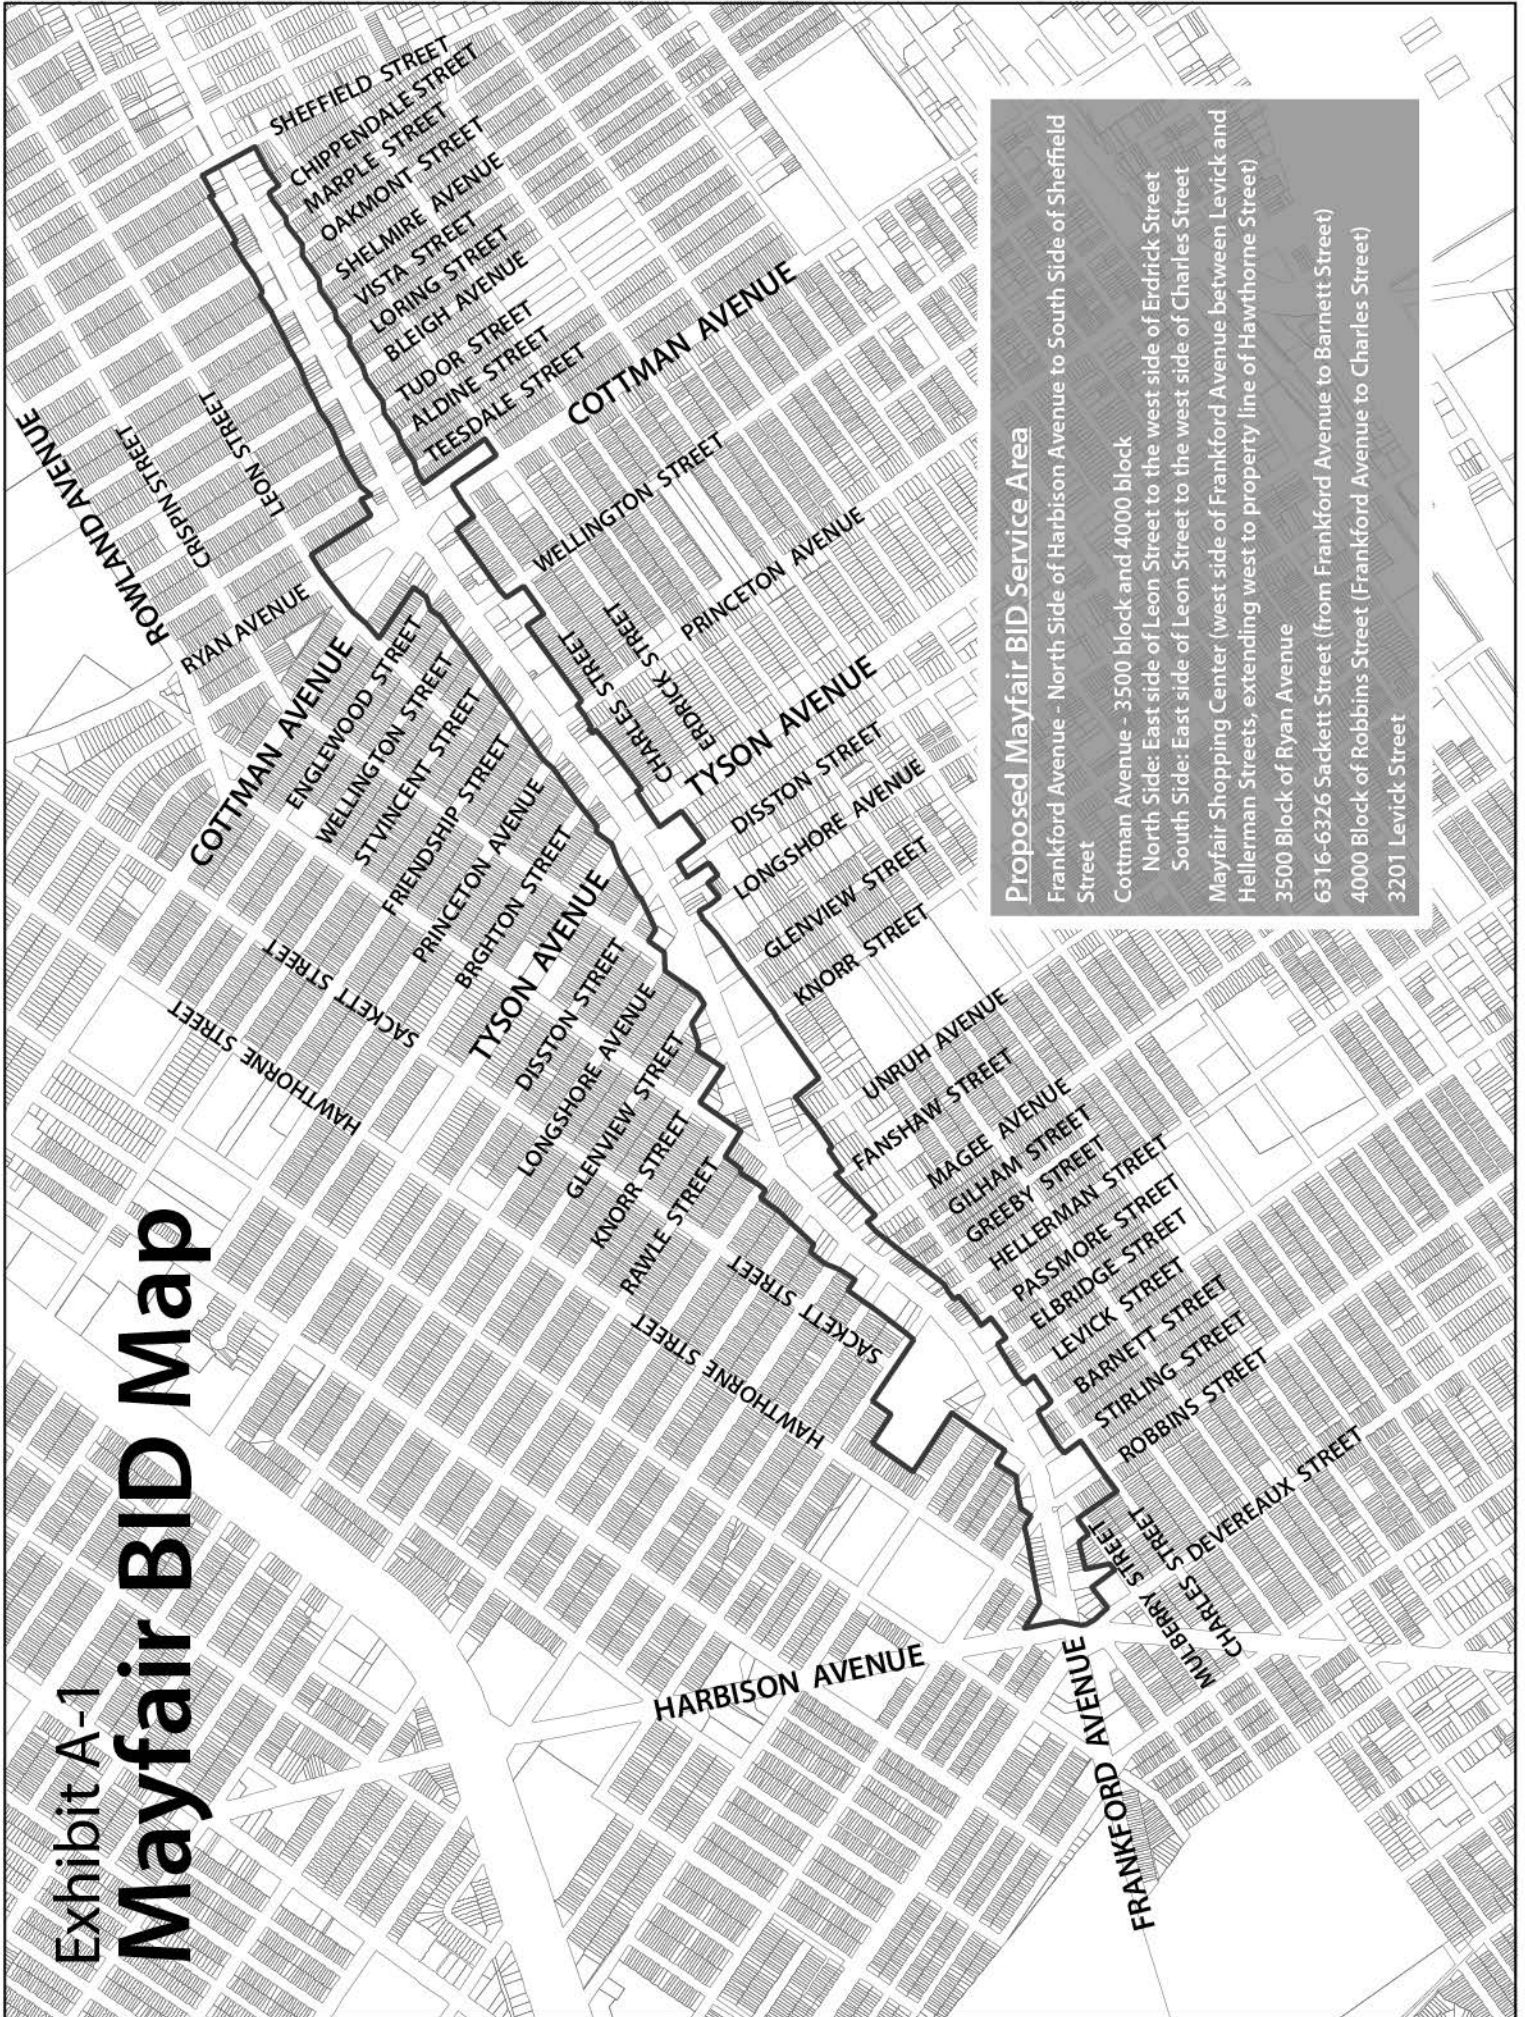 Exhibit A-1
Mayfair BID Map
ROWLAND AVENUE
CRISPIN STREET
LEON STREET
RYAN AVENUE
COTTMAN AVENUE
ENGLEWOOD STREET
WELLINGTON STREET
ST VINCENT STREET
FRIENDSHIP STREET
PRINCETON AVENUE
BRGHTON STREET
TYSON AVENUE
DISSTON STREET
LONGSHORE AVENUE
GLENVIEW STREET
KNORR STREET
RAWLE STREET
SACKETT STREET
HAWTHORNE STREET
SACKETT STREET
HAWTHORNE STREET
HARBISON AVENUE
FRANKFORD AVENUE
SHEFFIELD STREET
CHIPPENDALE STREET
MARPLE STREET
OAKMONT STREET
SHELMIRE AVENUE
VISTA STREET
LORING STREET
BLEIGH AVENUE
TUDOR STREET
ALDINE STREET
TEESDALE STREET
COTTMAN AVENUE
WELLINGTON STREET
PRINCETON AVENUE
CHARLES STREET
ERDRICK STREET
TYSON AVENUE
DISSTON STREET
LONGSHORE AVENUE
GLENVIEW STREET
KNORR STREET
UNRUH AVENUE
FANSHAW STREET
MAGEE AVENUE
GILHAM STREET
GREEBY STREET
HELLERMAN STREET
PASSMORE STREET
ELBRIDGE STREET
LEVICK STREET
BARNETT STREET
STIRLING STREET
ROBBINS STREET
DEVEREAUX STREET
CHARLES STREET
MULBERRY STREET
Proposed Mayfair BID Service Area
Frankford Avenue - North Side of Harbison Avenue to South Side of Sheffield
Street
Cottman Avenue - 3500 block and 4000 block
North Side: East side of Leon Street to the west side of Erdrick Street
South Side: East side of Leon Street to the west side of Charles Street
Mayfair Shopping Center (west side of Frankford Avenue between Levick and
Hellerman Streets, extending west to property line of Hawthorne Street)
3500 Block of Ryan Avenue
6316-6326 Sackett Street (from Frankford Avenue to Barnett Street)
4000 Block of Robbins Street (Frankford Avenue to Charles Street)
3201 Levick Street